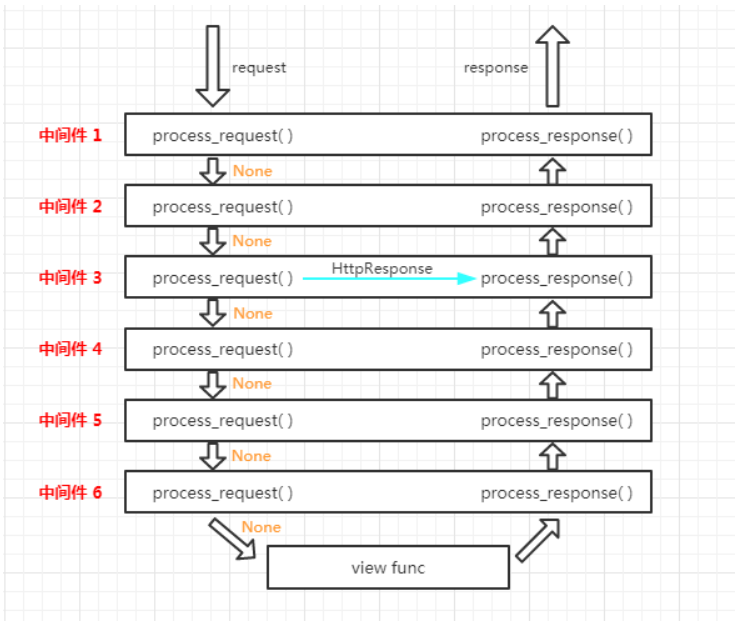 request response
中间件 1 process_request( ) process_response( )
None
中间件 2 process_request( ) process_response( )
None
中间件 3 process_request( ) HttpResponse process_response( )
None
中间件 4 process_request( ) process_response( )
None
中间件 5 process_request( ) process_response( )
None
中间件 6 process_request( ) process_response( )
None
view func